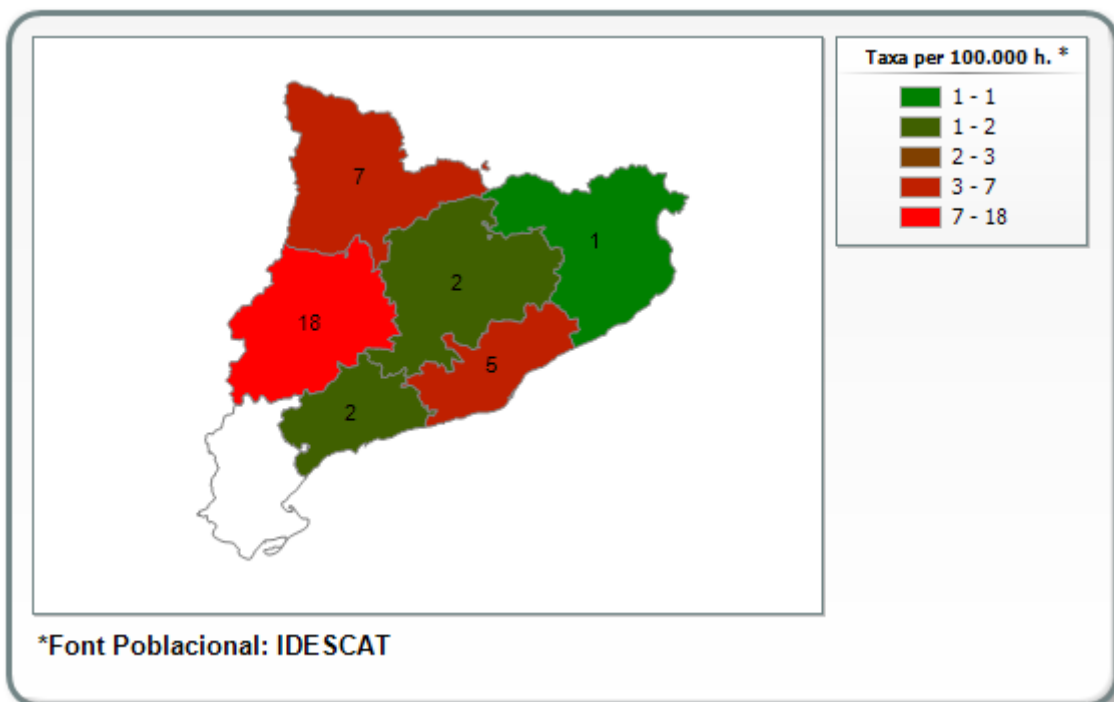 Taxa per 100.000 h. *
1 - 1
1 - 2
2 - 3
3 - 7
7 - 18
7
1
2
18
5
2
*Font Poblacional: IDESCAT